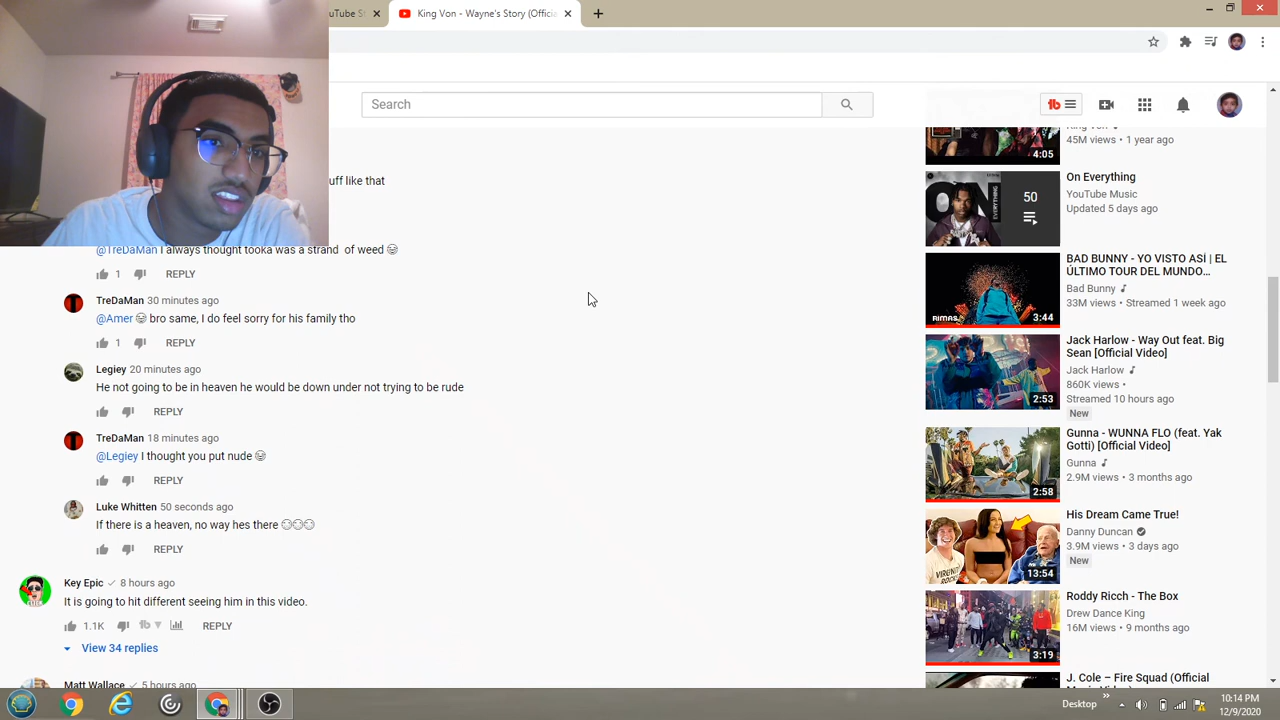 uTube St
King Von - Wayne's Story (Officia
Search
uff like that
@TreDaMan I always thought tooka was a strand of weed
1
REPLY
TreDaMan 30 minutes ago
@Amer bro same, I do feel sorry for his family tho
1
REPLY
Legiey 20 minutes ago
He not going to be in heaven he would be down under not trying to be rude
REPLY
TreDaMan 18 minutes ago
@Legiey I thought you put nude
REPLY
Luke Whitten 50 seconds ago
If there is a heaven, no way hes there
REPLY
Key Epic 8 hours ago
It is going to hit different seeing him in this video.
1.1K
REPLY
View 34 replies
Matt Wallace 5 hours ago
King Von
45M views • 1 year ago
4:05
On Everything
YouTube Music
Updated 5 days ago
ON
EVERYTHING
50
BAD BUNNY - YO VISTO ASÍ | EL
ÚLTIMO TOUR DEL MUNDO...
Bad Bunny
33M views • Streamed 1 week ago
RIMAS
3:44
Jack Harlow - Way Out feat. Big
Sean [Official Video]
Jack Harlow
860K views •
Streamed 10 hours ago
New
2:53
Gunna - WUNNA FLO (feat. Yak
Gotti) [Official Video]
Gunna
2.9M views • 3 months ago
2:58
His Dream Came True!
Danny Duncan
3.9M views • 3 days ago
New
13:54
Roddy Ricch - The Box
Drew Dance King
16M views • 9 months ago
3:19
J. Cole – Fire Squad (Official
Desktop
10:14 PM
12/9/2020